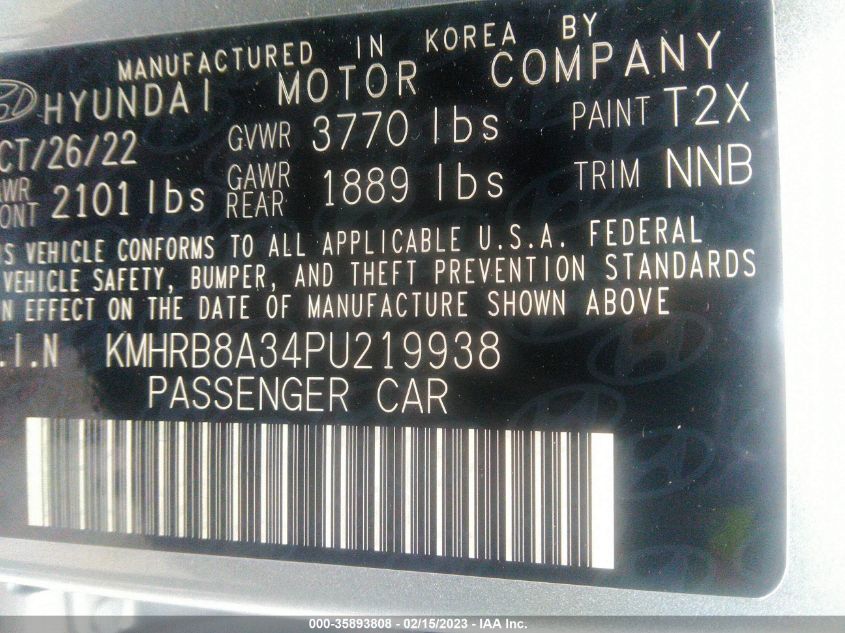 MANUFACTURED IN KOREA BY
HYUNDAI MOTOR COMPANY
CT/26/22 GVWR 3770 lbs PAINT T2X
WR ONT 2101 lbs GAWR REAR 1889 lbs TRIM NNB
S VEHICLE CONFORMS TO ALL APPLICABLE U.S.A. FEDERAL
VEHICLE SAFETY, BUMPER, AND THEFT PREVENTION STANDARDS
N EFFECT ON THE DATE OF MANUFACTURE SHOWN ABOVE
.I.N KMHRB8A34PU219938
PASSENGER CAR
000-35893808 - 02/15/2023 - IAA Inc.